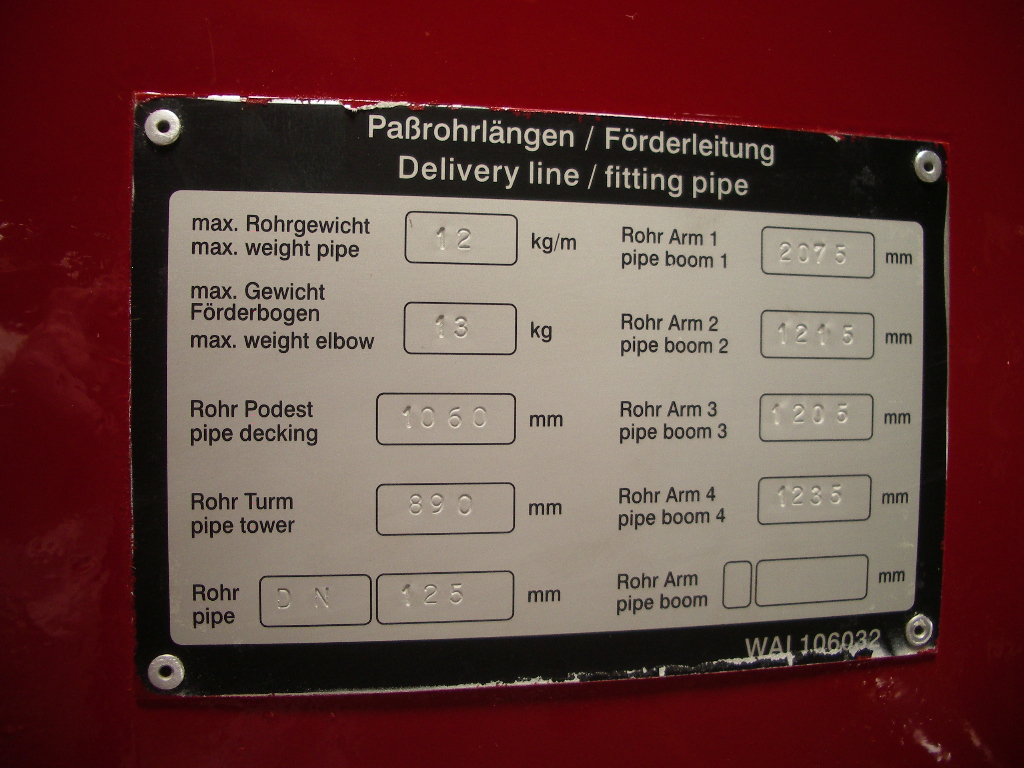 Paßrohrlängen / Förderleitung
Delivery line / fitting pipe
max. Rohrgewicht
max. weight pipe
12 kg/m
max. Gewicht
Förderbogen
max. weight elbow
13 kg
Rohr Podest
pipe decking
1060 mm
Rohr Turm
pipe tower
890 mm
Rohr
pipe
DN 125 mm
Rohr Arm 1
pipe boom 1
2075 mm
Rohr Arm 2
pipe boom 2
1215 mm
Rohr Arm 3
pipe boom 3
1205 mm
Rohr Arm 4
pipe boom 4
1235 mm
Rohr Arm
pipe boom
mm
WAI 106032